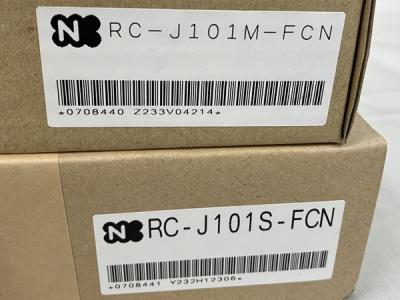 N RC-J101M-FCN
*0708440 Z233V04214*
N RC-J101S-FCN
*0708441 Y232H12306*